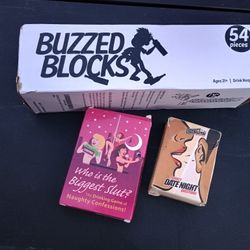 BUZZED
BLOCKS
54
pieces
Ages 21+
Who is the
Biggest Slut?
The Drinking Game of
Naughty Confessions!
DATE NIGHT